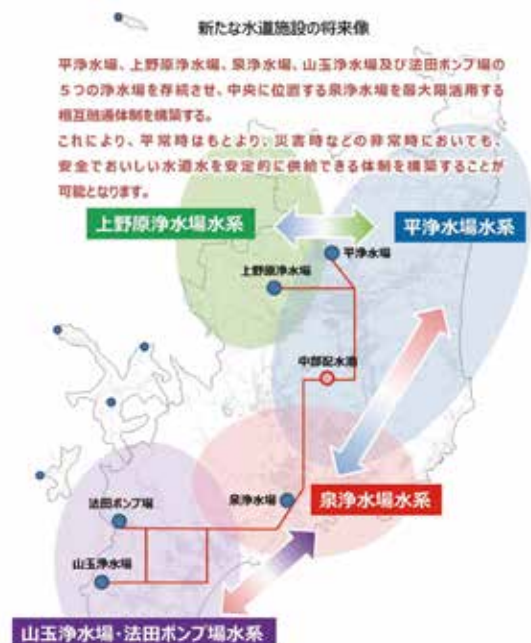 新たな水道施設の将来像
平浄水場、上野原浄水場、泉浄水場、山玉浄水場及び法田ポンプ場の
５つの浄水場を存続させ、中央に位置する泉浄水場を最大限活用する
相互融通体制を構築する。
これにより、平常時はもとより、災害時などの非常時においても、
安全でおいしい水道水を安定的に供給できる体制を構築することが
可能となります。
上野原浄水場水系
平浄水場水系
平浄水場
上野原浄水場
中部配水池
泉浄水場
泉浄水場水系
法田ポンプ場
山玉浄水場
山玉浄水場・法田ポンプ場水系